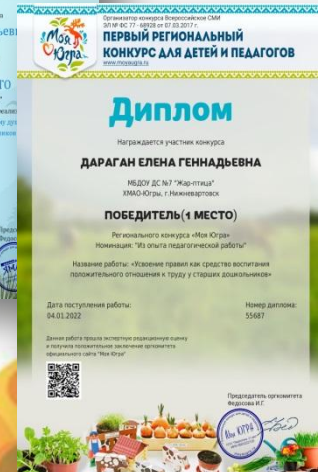 Моя Югра
Организатор конкурса Всероссийское СМИ
ЭЛ № ФС 77 - 68928 от 07.03.2017 г.
ПЕРВЫЙ РЕГИОНАЛЬНЫЙ
КОНКУРС ДЛЯ ДЕТЕЙ И ПЕДАГОГОВ
Диплом
Награждается участник конкурса
ДАРАГАН ЕЛЕНА ГЕННАДЬЕВНА
МБДОУ ДС №7 "Жар-птица"
ХМАО-Югры, г.Нижневартовск
ПОБЕДИТЕЛЬ(1 МЕСТО)
Регионального конкурса «Моя Югра»
Номинация: "Из опыта педагогической работы"
Название работы: «Усвоение правил как средство воспитания
положительного отношения к труду у старших дошкольников»
Дата поступления работы:
04.01.2022
Номер диплома:
55687
Данная работа прошла экспертную редакционную оценку
и получила положительное заключение оргкомитета
официального сайта "Моя Югра"
Председатель оргкомитета
Федосова И.Г.